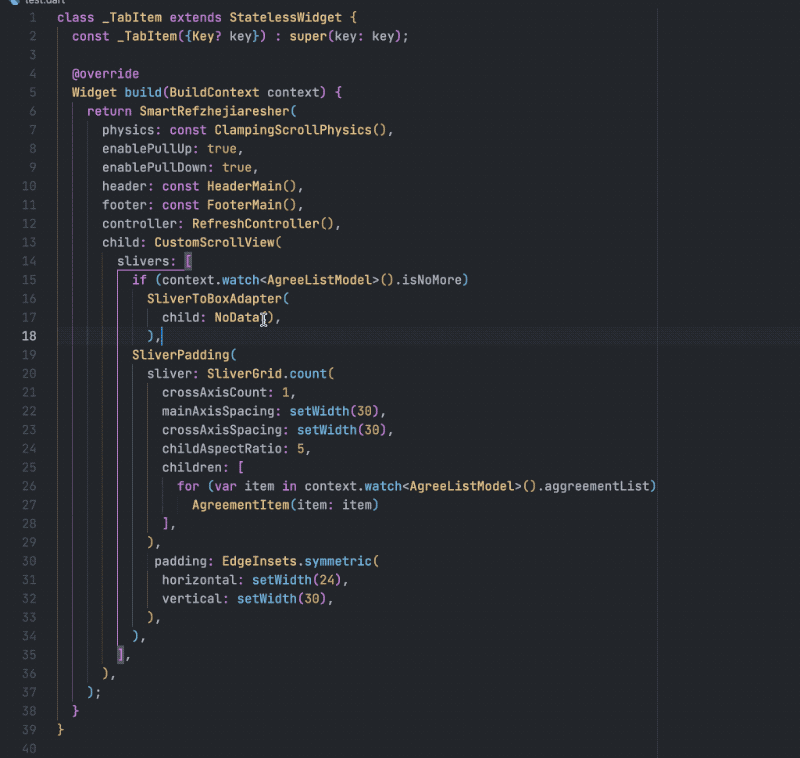 test.dart
1 class _TabItem extends StatelessWidget {
2   const _TabItem({Key? key}) : super(key: key);
3
4   @override
5   Widget build(BuildContext context) {
6     return SmartRefzhejiaresher(
7       physics: const ClampingScrollPhysics(),
8       enablePullUp: true,
9       enablePullDown: true,
10       header: const HeaderMain(),
11       footer: const FooterMain(),
12       controller: RefreshController(),
13       child: CustomScrollView(
14         slivers: [
15           if (context.watch<AgreeListModel>().isNoMore)
16             SliverToBoxAdapter(
17               child: NoData(),
18             ),
19           SliverPadding(
20             sliver: SliverGrid.count(
21               crossAxisCount: 1,
22               mainAxisSpacing: setWidth(30),
23               crossAxisSpacing: setWidth(30),
24               childAspectRatio: 5,
25               children: [
26                 for (var item in context.watch<AgreeListModel>().aggreementList)
27                   AgreementItem(item: item)
28               ],
29             ),
30              padding: EdgeInsets.symmetric(
31               horizontal: setWidth(24),
32               vertical: setWidth(30),
33             ),
34           ),
35         ],
36       ),
37     );
38   }
39 }
40